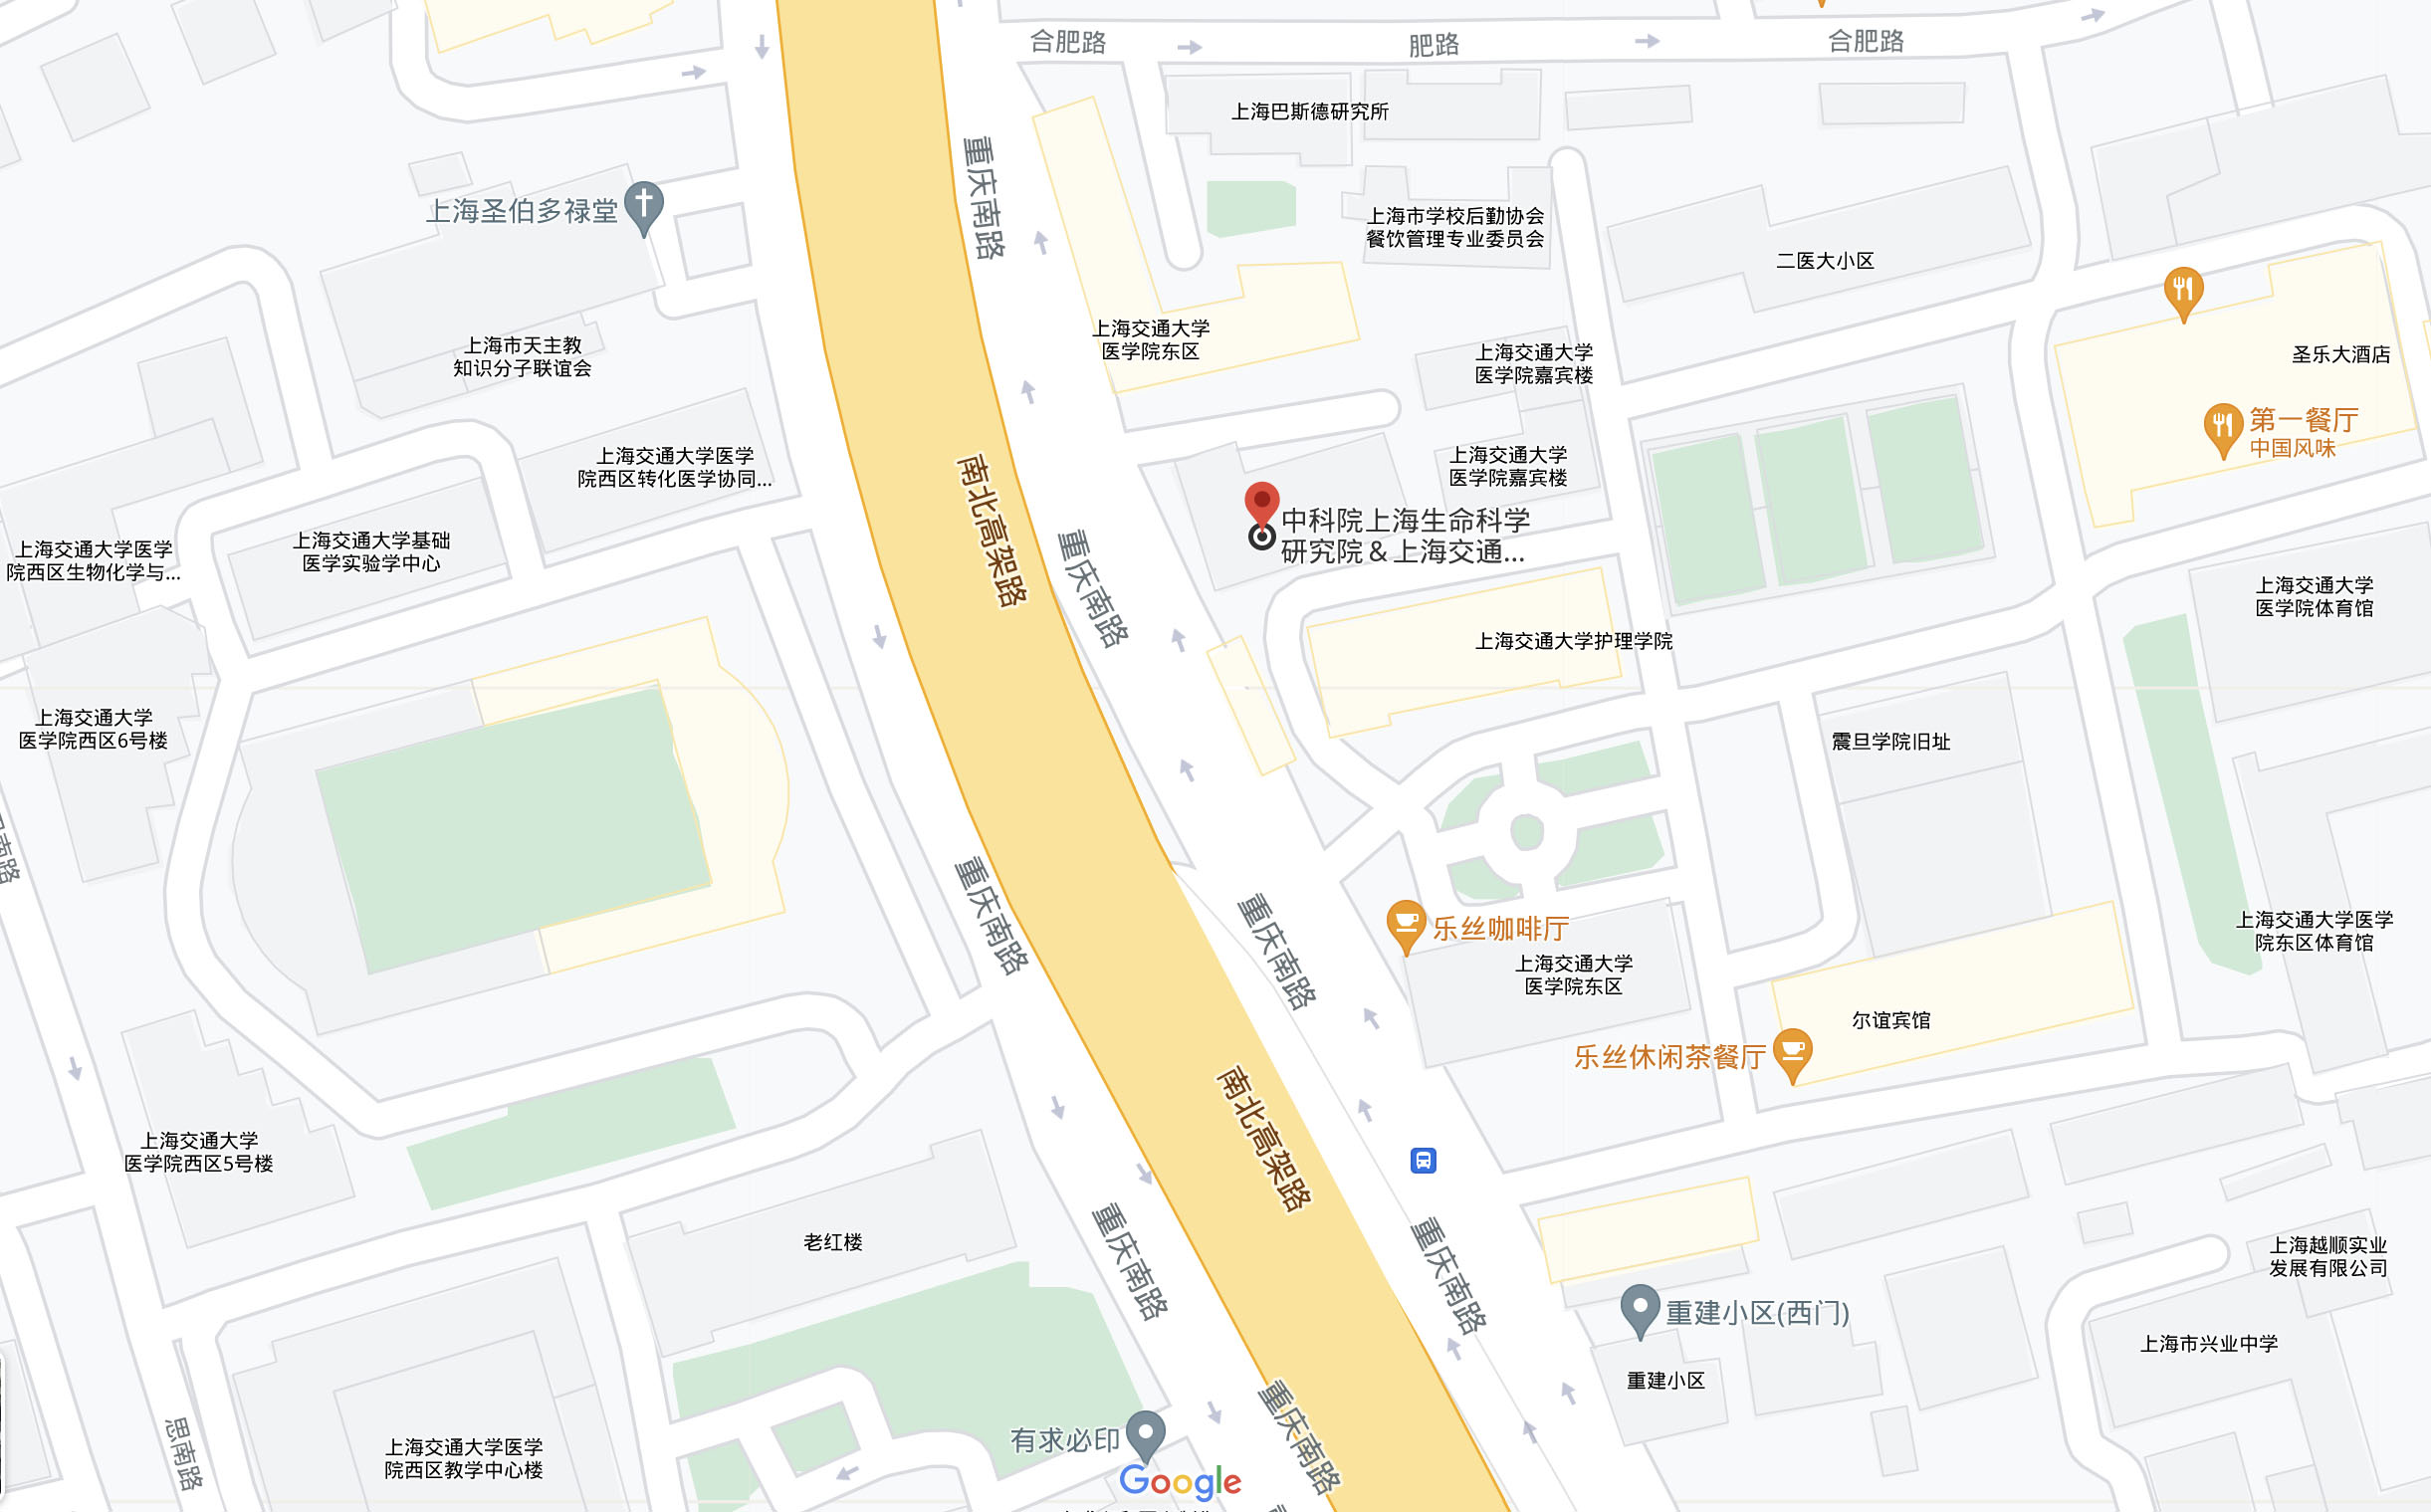 合肥路
肥路
合肥路
上海巴斯德研究所
重庆南路
上海圣伯多禄堂
上海市学校后勤协会
餐饮管理专业委员会
二医大小区
上海市天主教
知识分子联谊会
上海交通大学
医学院东区
上海交通大学
医学院嘉宾楼
圣乐大酒店
第一餐厅
中国风味
上海交通大学医学
院西区转化医学协同...
南北高架路
上海交通大学
医学院嘉宾楼
中科院上海生命科学
研究院&上海交通...
上海交通大学医学
院西区生物化学与...
上海交通大学基础
医学实验学中心
重庆南路
上海交通大学
医学院体育馆
上海交通大学护理学院
上海交通大学
医学院西区6号楼
震旦学院旧址
南路
重庆南路
重庆南路
乐丝咖啡厅
上海交通大学
医学院东区
上海交通大学医学
院东区体育馆
尔谊宾馆
乐丝休闲茶餐厅
南北高架路
上海交通大学
医学院西区5号楼
老红楼
重庆南路
重庆南路
上海越顺实业
发展有限公司
重建小区(西门)
上海市兴业中学
重建小区
思南路
上海交通大学医学
院西区教学中心楼
有求必印
重庆南路
Google